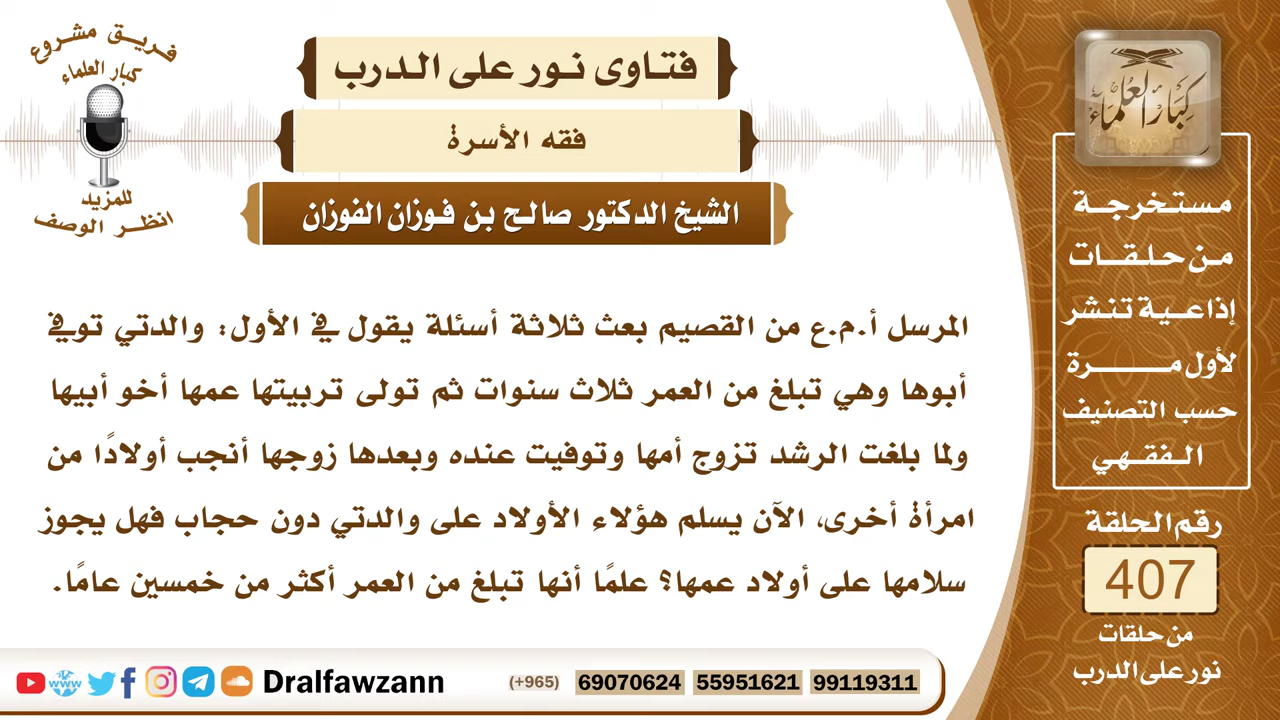 فريق مشروع
كبار العلماء
للمزيد
انظر الوصف
فتاوى نور على الدرب
فقه الأسرة
الشيخ الدكتور صالح بن فوزان الفوزان
المرسل أ.م.ع من القصيم بعث ثلاثة أسئلة يقول في الأول: والدتي توفي
أبوها وهي تبلغ من العمر ثلاث سنوات ثم تولى تربيتها عمها أخو أبيها
ولما بلغت الرشد تزوج أمها وتوفيت عنده وبعدها زوجها أنجب أولادًا من
امرأة أخرى، الآن يسلم هؤلاء الأولاد على والدتي دون حجاب فهل يجوز
سلامها على أولاد عمها؟ علمًا أنها تبلغ من العمر أكثر من خمسين عامًا.
كبار العلماء
مستخرجة
من حلقات
إذاعية تنشر
لأول مرة
حسب التصنيف
الفقهي
رقم الحلقة
407
من حلقات
نور على الدرب
www Dralfawzann (+965) 69070624 55951621 99119311